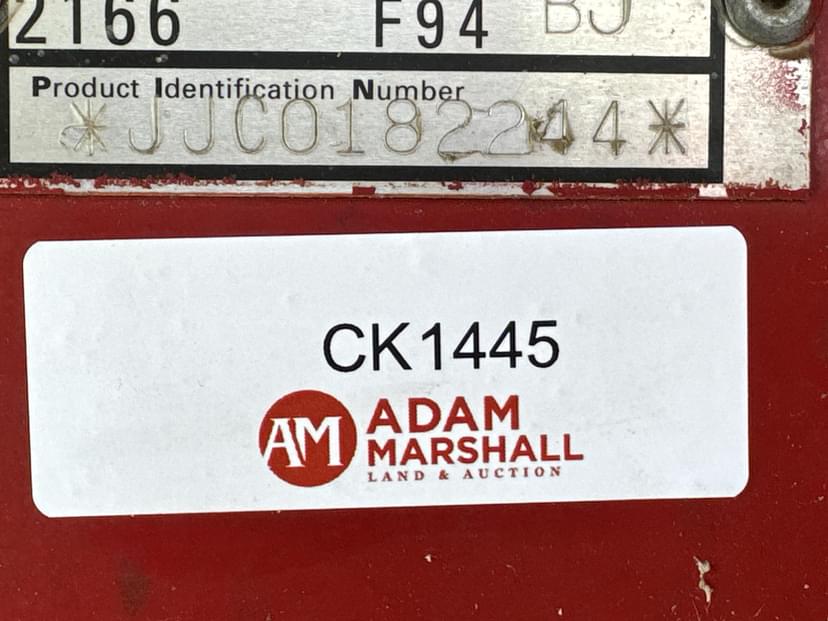 2166 F94 BJ
Product Identification Number
*JJC0182244*
CK1445
AM ADAM
MARSHALL
LAND & AUCTION